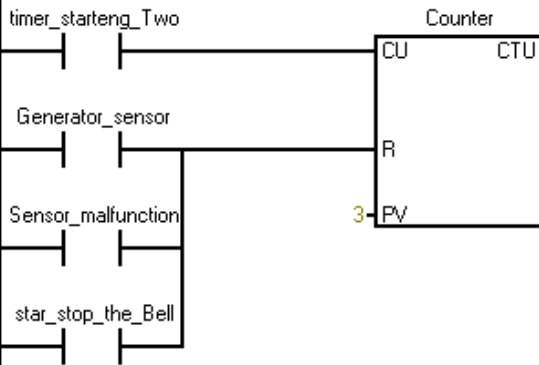 timer_starteng_Two
Counter
CU
CTU
Generator_sensor
R
Sensor_malfunction
3
PV
star_stop_the_Bell